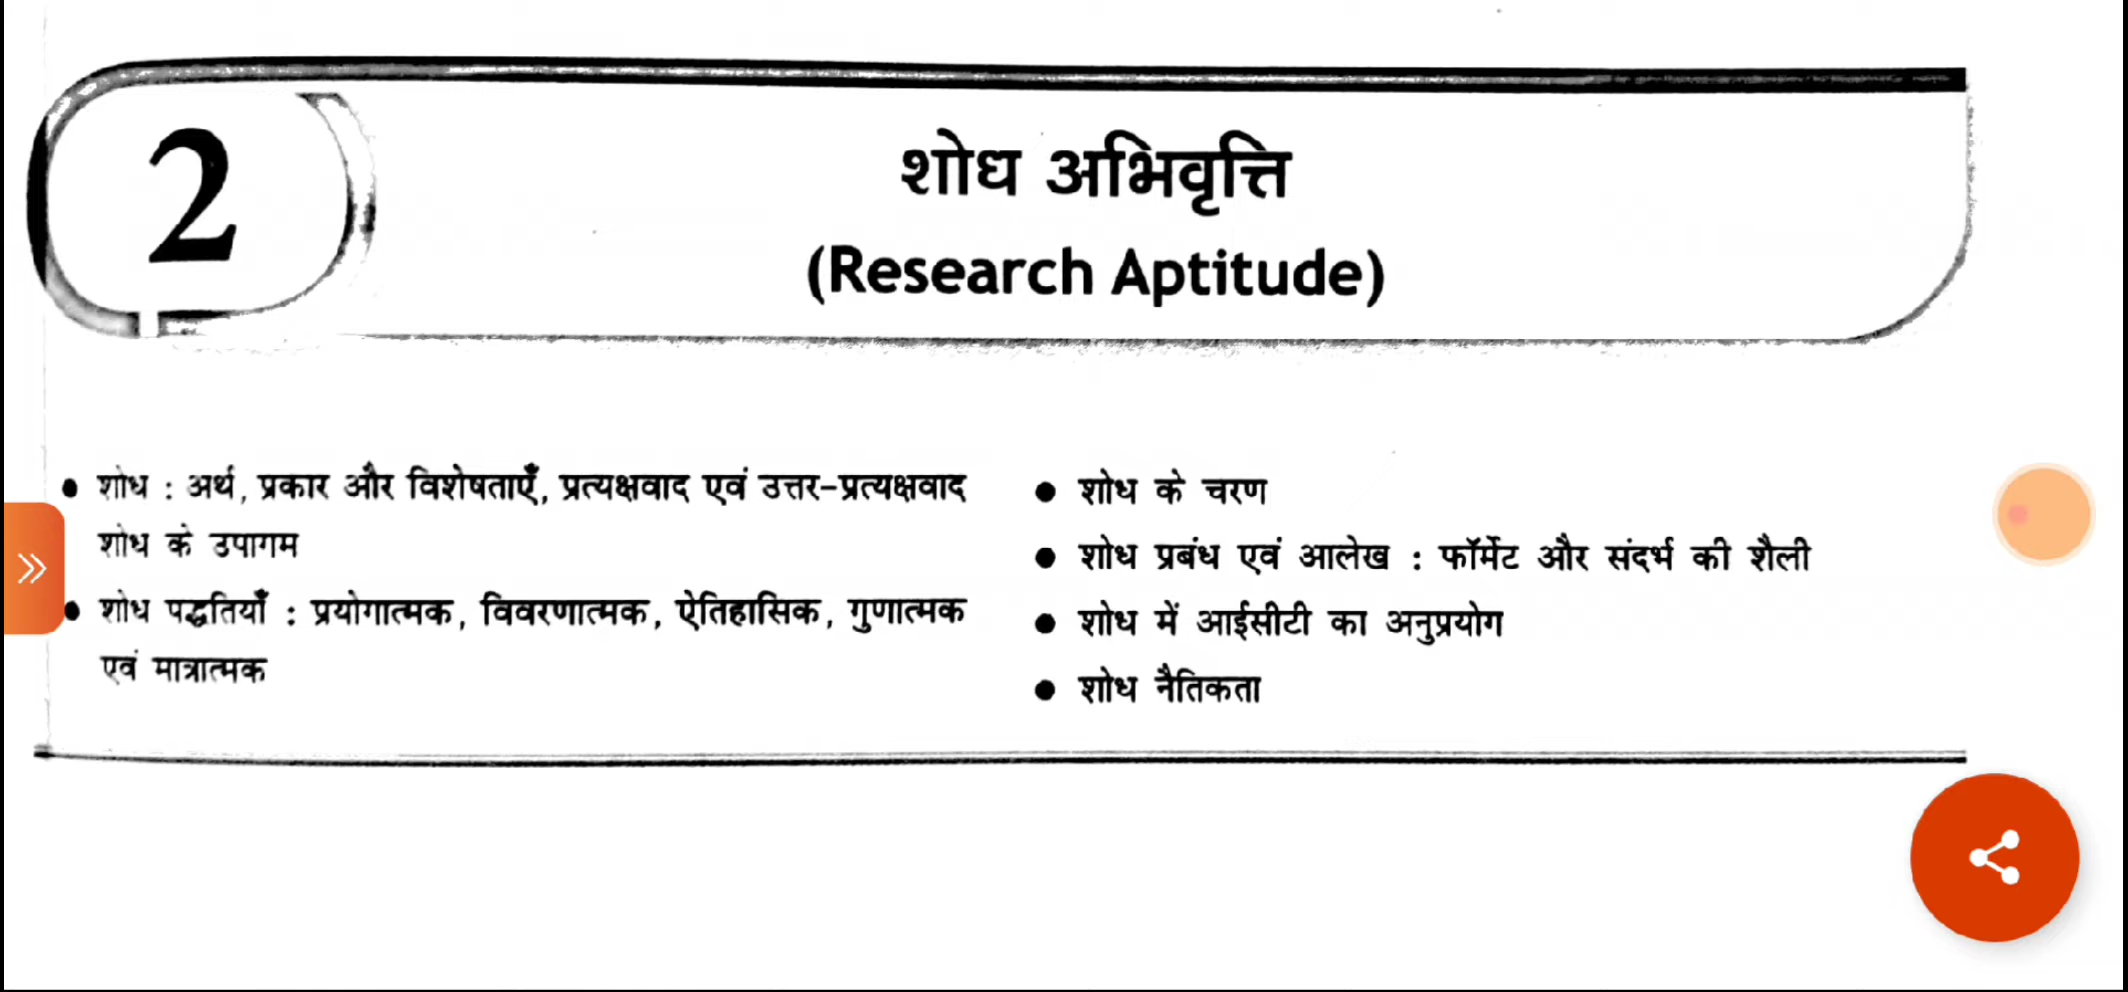 2
शोध अभिवृत्ति
(Research Aptitude)
● शोध : अर्थ, प्रकार और विशेषताएँ, प्रत्यक्षवाद एवं उत्तर-प्रत्यक्षवाद
शोध के उपागम
● शोध पद्धतियाँ : प्रयोगात्मक, विवरणात्मक, ऐतिहासिक, गुणात्मक
एवं मात्रात्मक
● शोध के चरण
● शोध प्रबंध एवं आलेख : फॉर्मेट और संदर्भ की शैली
● शोध में आईसीटी का अनुप्रयोग
● शोध नैतिकता